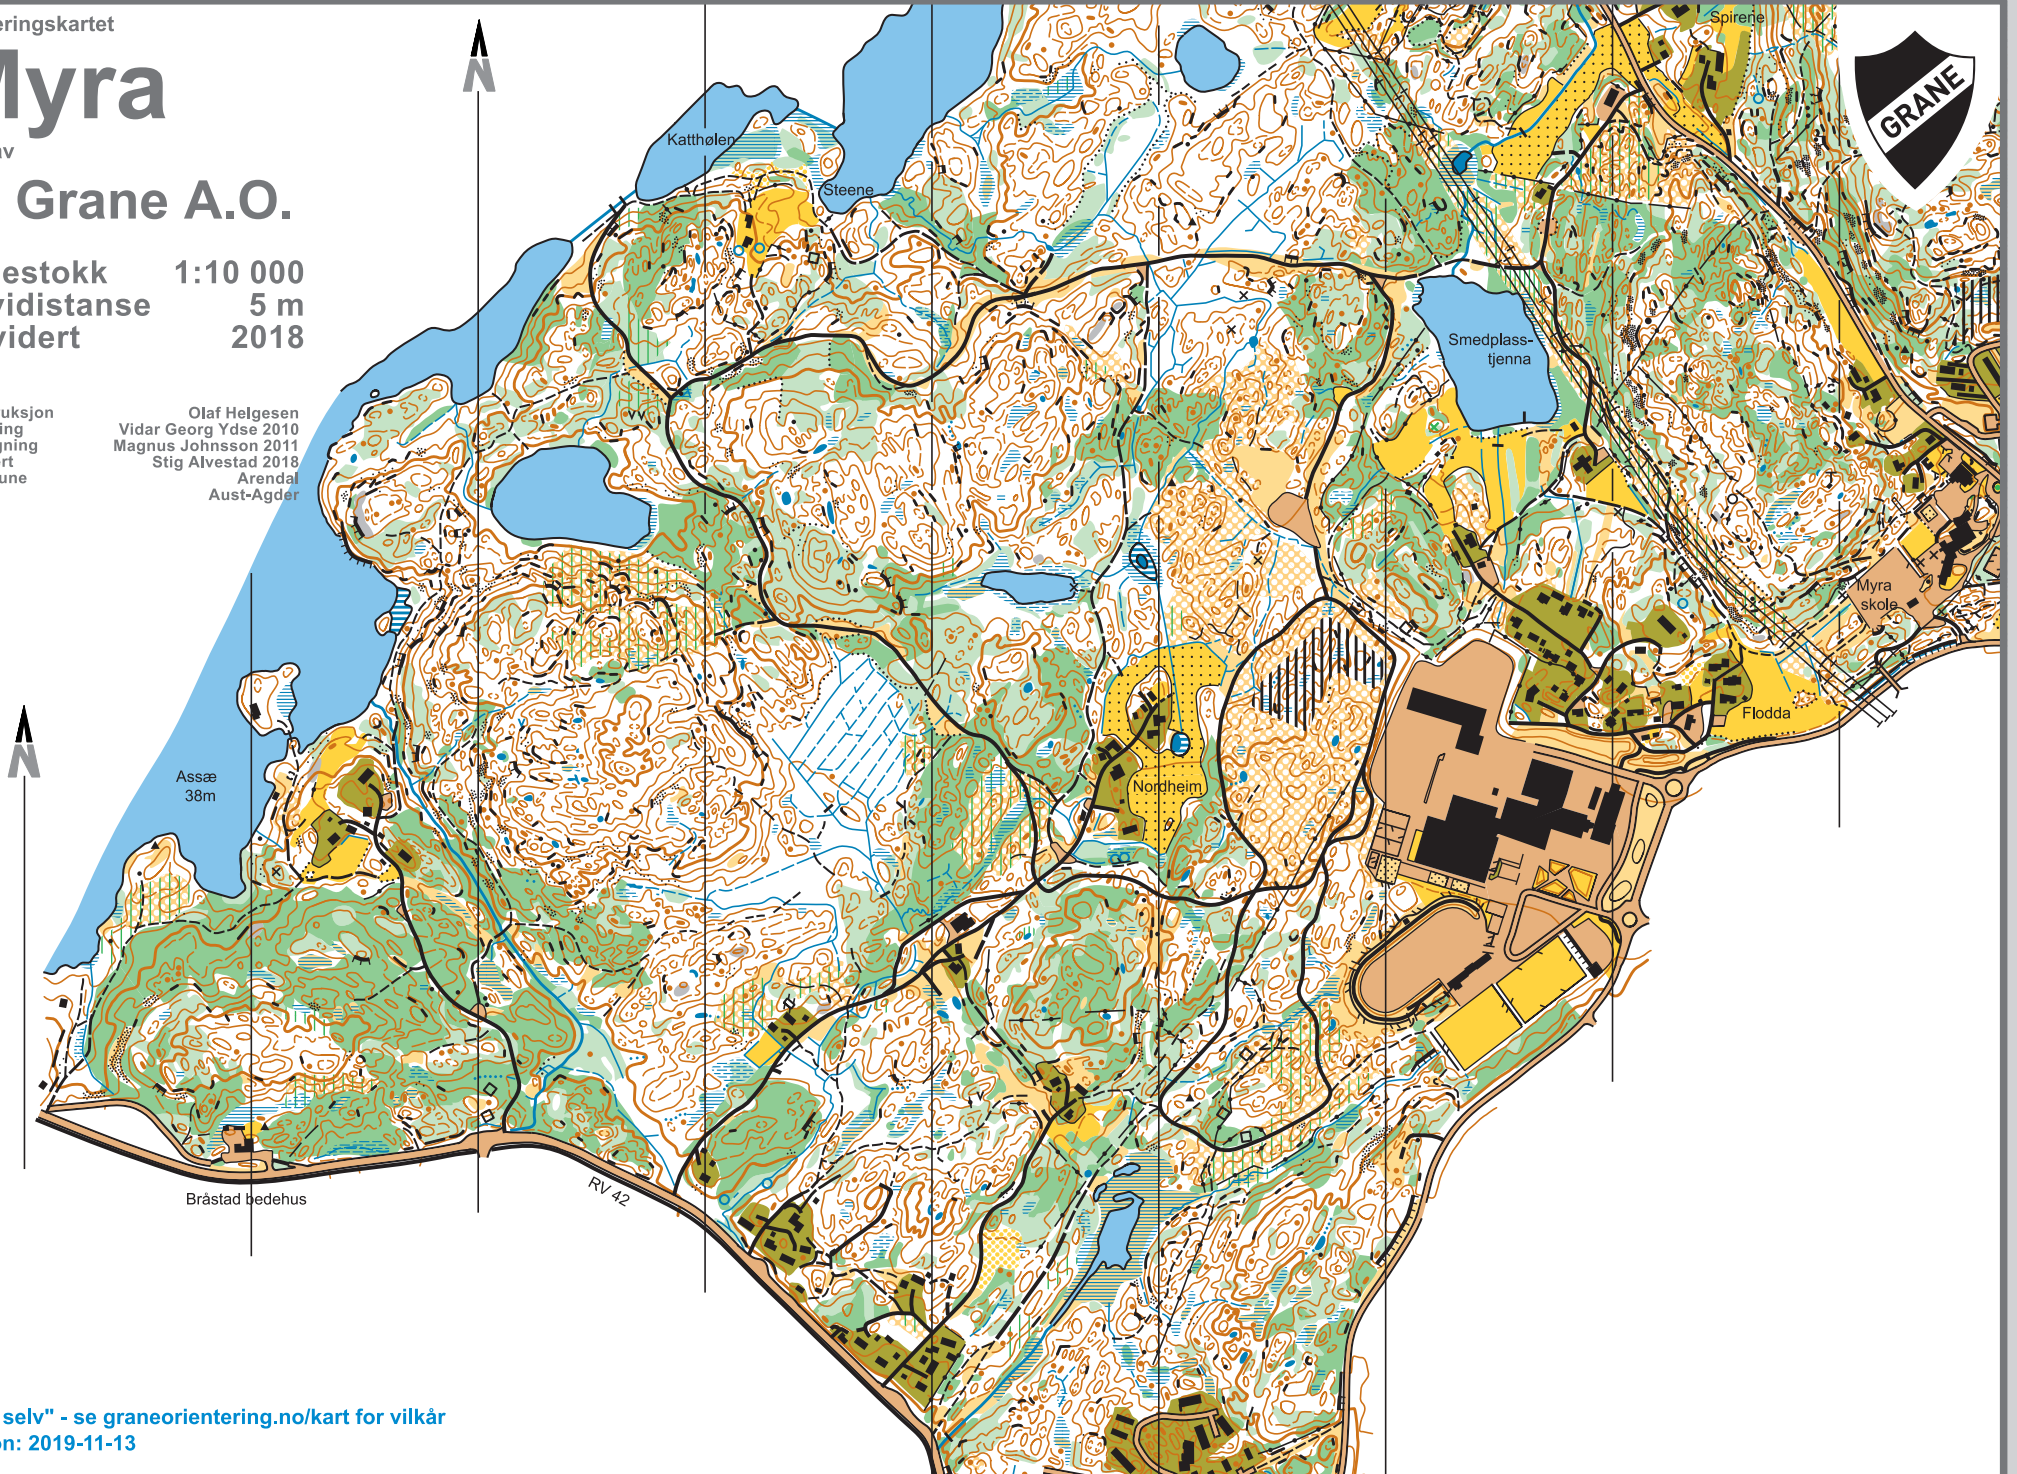 eringskartet
Myra
av
Grane A.O.
estokk 1:10 000
vidistanse 5 m
vidert 2018
uksjon Olaf Helgesen
ing Vidar Georg Ydse 2010
gning Magnus Johnsson 2011
ert Stig Alvestad 2018
une Arendal
Aust-Agder
N
N
GRANE
Spirene
Katthølen
Steene
Smedplass-
tjenna
Myra
skole
Flodda
Nordheim
Assæ
38m
Bråstad bedehus
RV 42
selv" - se graneorientering.no/kart for vilkår
on: 2019-11-13